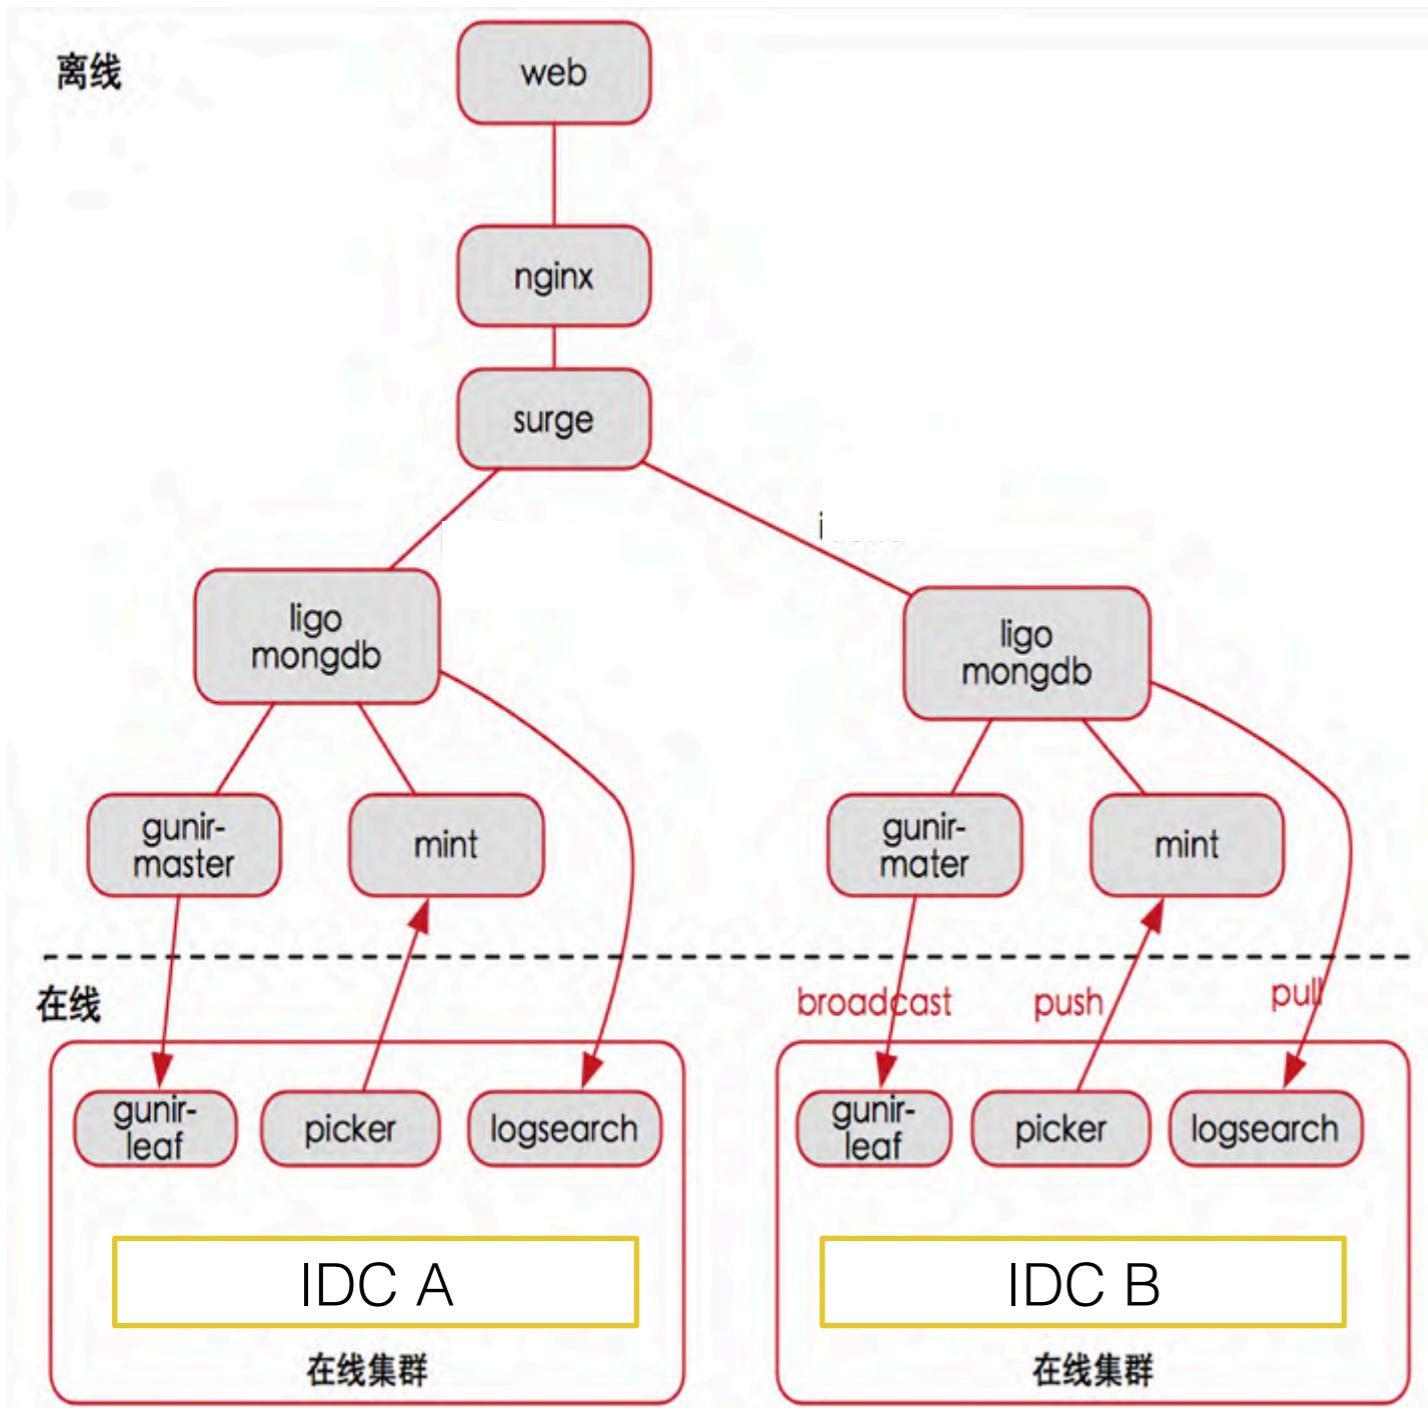 离线
web
nginx
surge
i
ligo
mongdb
ligo
mongdb
gunir-
master
mint
gunir-
mater
mint
在线
broadcast
push
pull
gunir-
leaf
picker
logsearch
gunir-
leaf
picker
logsearch
IDC A
IDC B
在线集群
在线集群